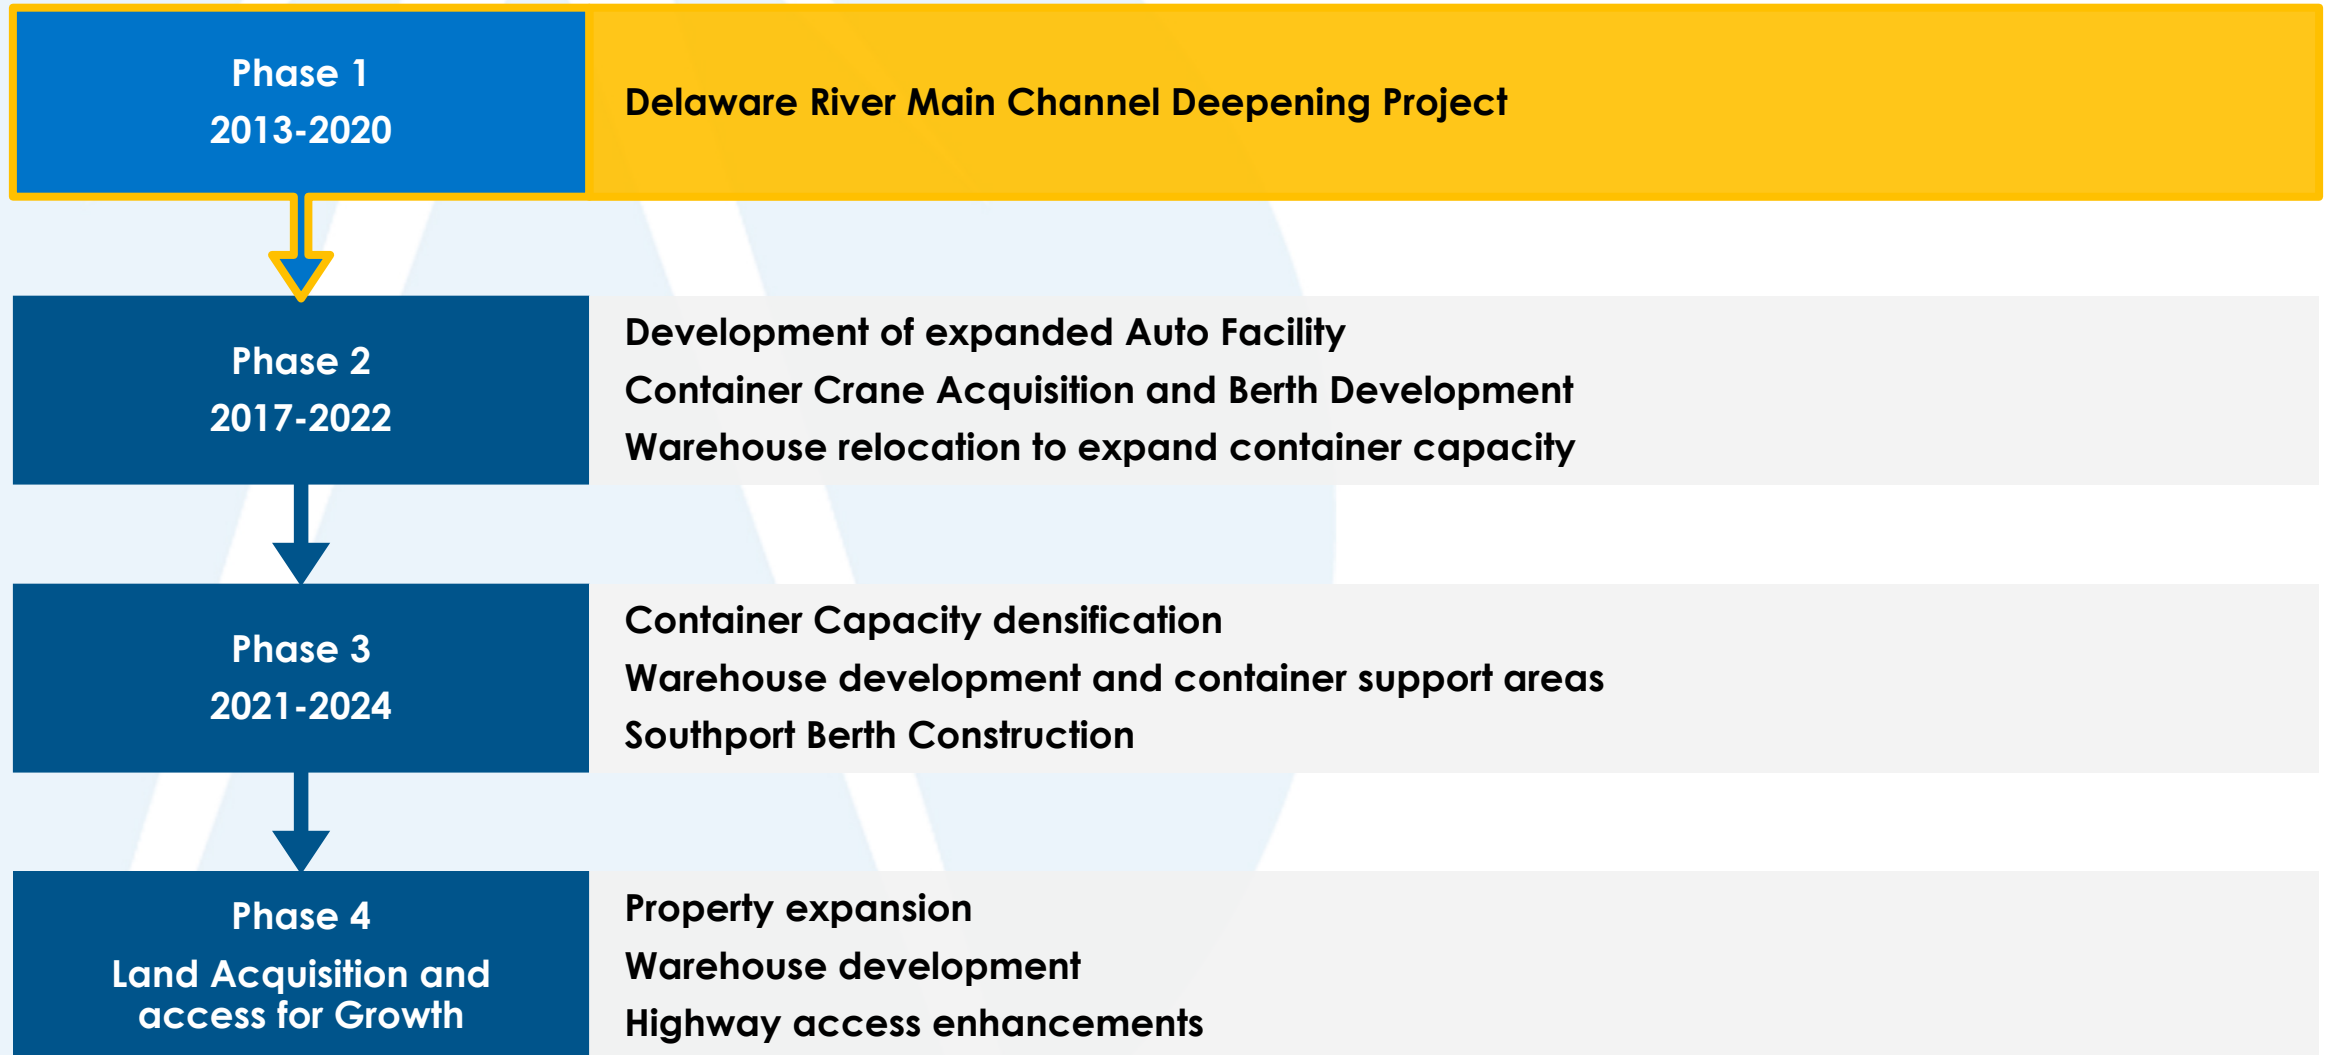 Phase 1
2013-2020
Delaware River Main Channel Deepening Project
Phase 2
2017-2022
Development of expanded Auto Facility
Container Crane Acquisition and Berth Development
Warehouse relocation to expand container capacity
Phase 3
2021-2024
Container Capacity densification
Warehouse development and container support areas
Southport Berth Construction
Phase 4
Land Acquisition and
access for Growth
Property expansion
Warehouse development
Highway access enhancements